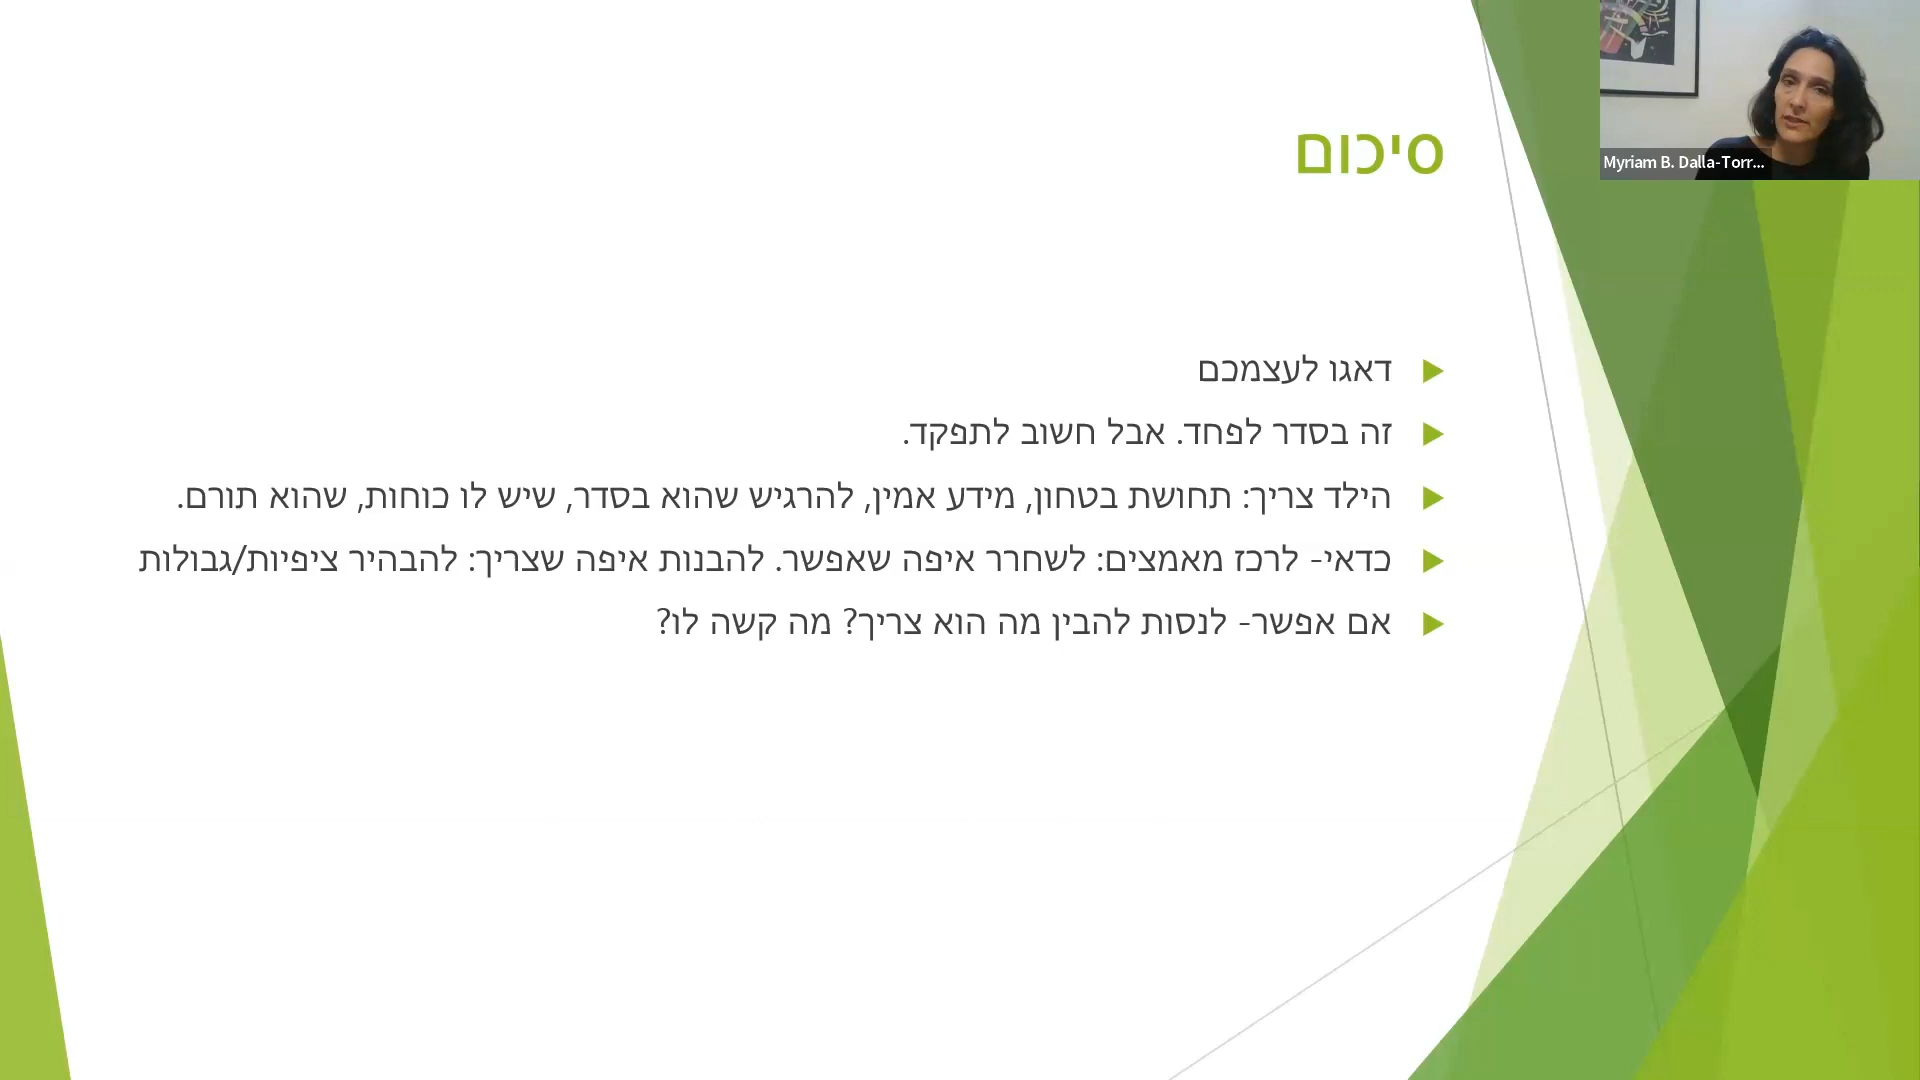 סיכום
דאגו לעצמכם
זה בסדר לפחד. אבל חשוב לתפקד.
הילד צריך: תחושת בטחון, מידע אמין, להרגיש שהוא בסדר, שיש לו כוחות, שהוא תורם.
כדאי- לרכז מאמצים: לשחרר איפה שאפשר. להבנות איפה שצריך: להבהיר ציפיות/גבולות
אם אפשר- לנסות להבין מה הוא צריך? מה קשה לו?
Myriam B. Dalla-Torr...